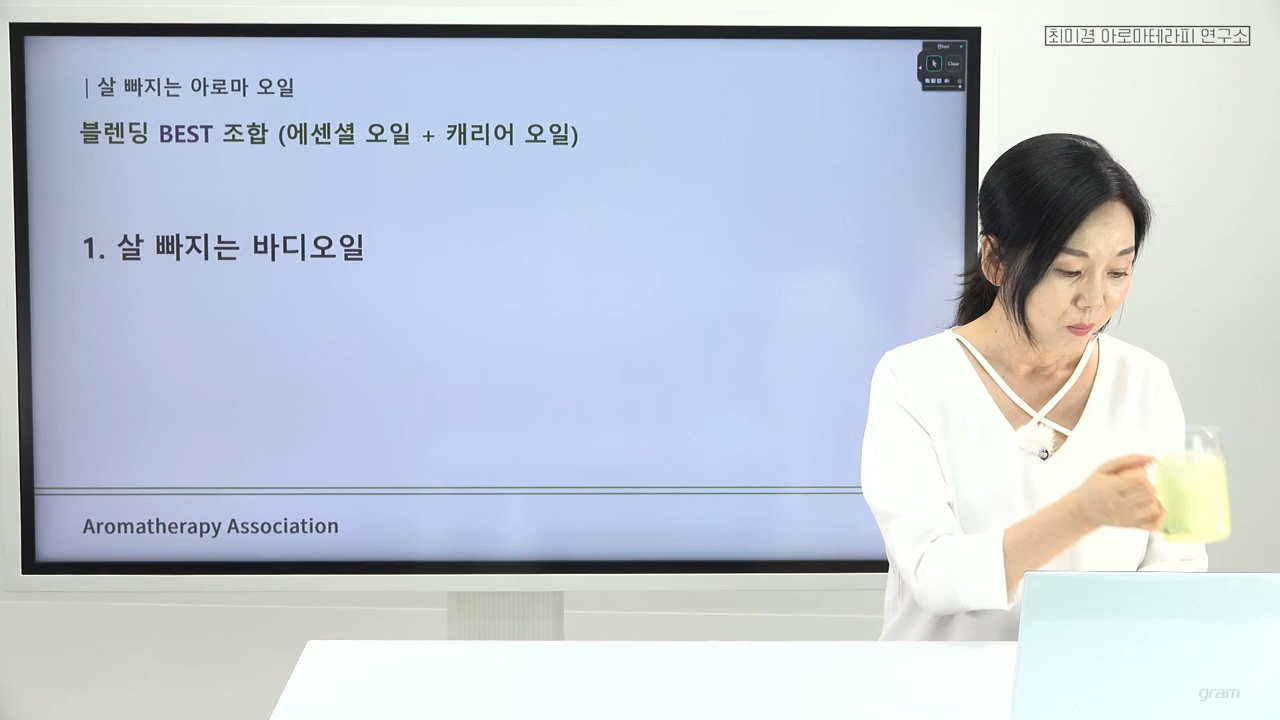 최미경 아로마테라피 연구소
| 살 빠지는 아로마 오일
블렌딩 BEST 조합 (에센셜 오일 + 캐리어 오일)
1. 살 빠지는 바디오일
Aromatherapy Association
Clear
gram